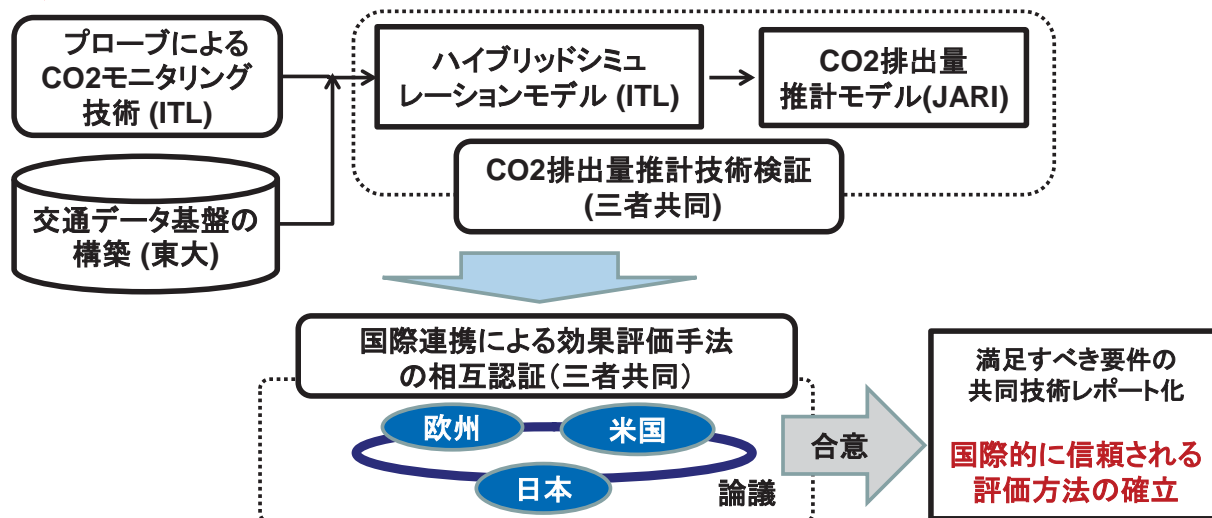 プローブによる
CO2モニタリング
技術 (ITL)
ハイブリッドシミュ
レーションモデル (ITL)
CO2排出量
推計モデル(JARI)
CO2排出量推計技術検証
(三者共同)
交通データ基盤の
構築 (東大)
国際連携による効果評価手法
の相互認証(三者共同)
欧州
米国
日本
論議
合意
満足すべき要件の
共同技術レポート化
国際的に信頼される
評価方法の確立